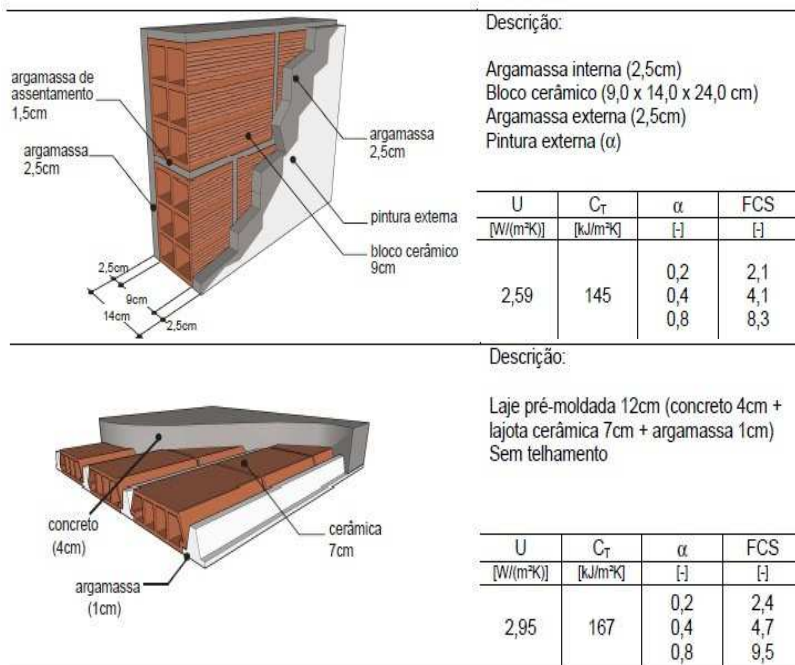 argamassa de
assentamento
1,5cm
argamassa
2,5cm
argamassa
2,5cm
pintura externa
bloco cerâmico
9cm
2,5cm
9cm
14cm
2,5cm
Descrição:
Argamassa interna (2,5cm)
Bloco cerâmico (9,0 x 14,0 x 24,0 cm)
Argamassa externa (2,5cm)
Pintura externa (α)
U CT α FCS
[W/(m²K)] [kJ/m²K] [-] [-]
0,2 2,1
2,59 145 0,4 4,1
0,8 8,3
concreto
(4cm)
cerâmica
7cm
argamassa
(1cm)
Descrição:
Laje pré-moldada 12cm (concreto 4cm +
lajota cerâmica 7cm + argamassa 1cm)
Sem telhamento
U CT α FCS
[W/(m²K)] [kJ/m²K] [-] [-]
0,2 2,4
2,95 167 0,4 4,7
0,8 9,5